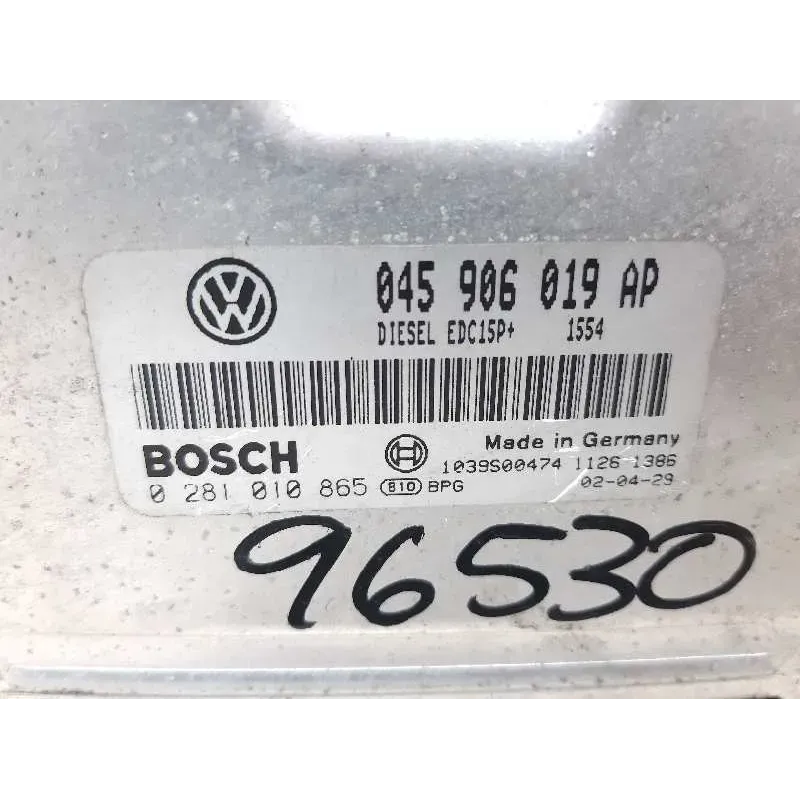 045 906 019 AP
DIESEL EDC15P+ 1554
BOSCH
Made in Germany
1039S00474 1126 1386
0 281 010 865 B10 BPG 02-04-29
96530